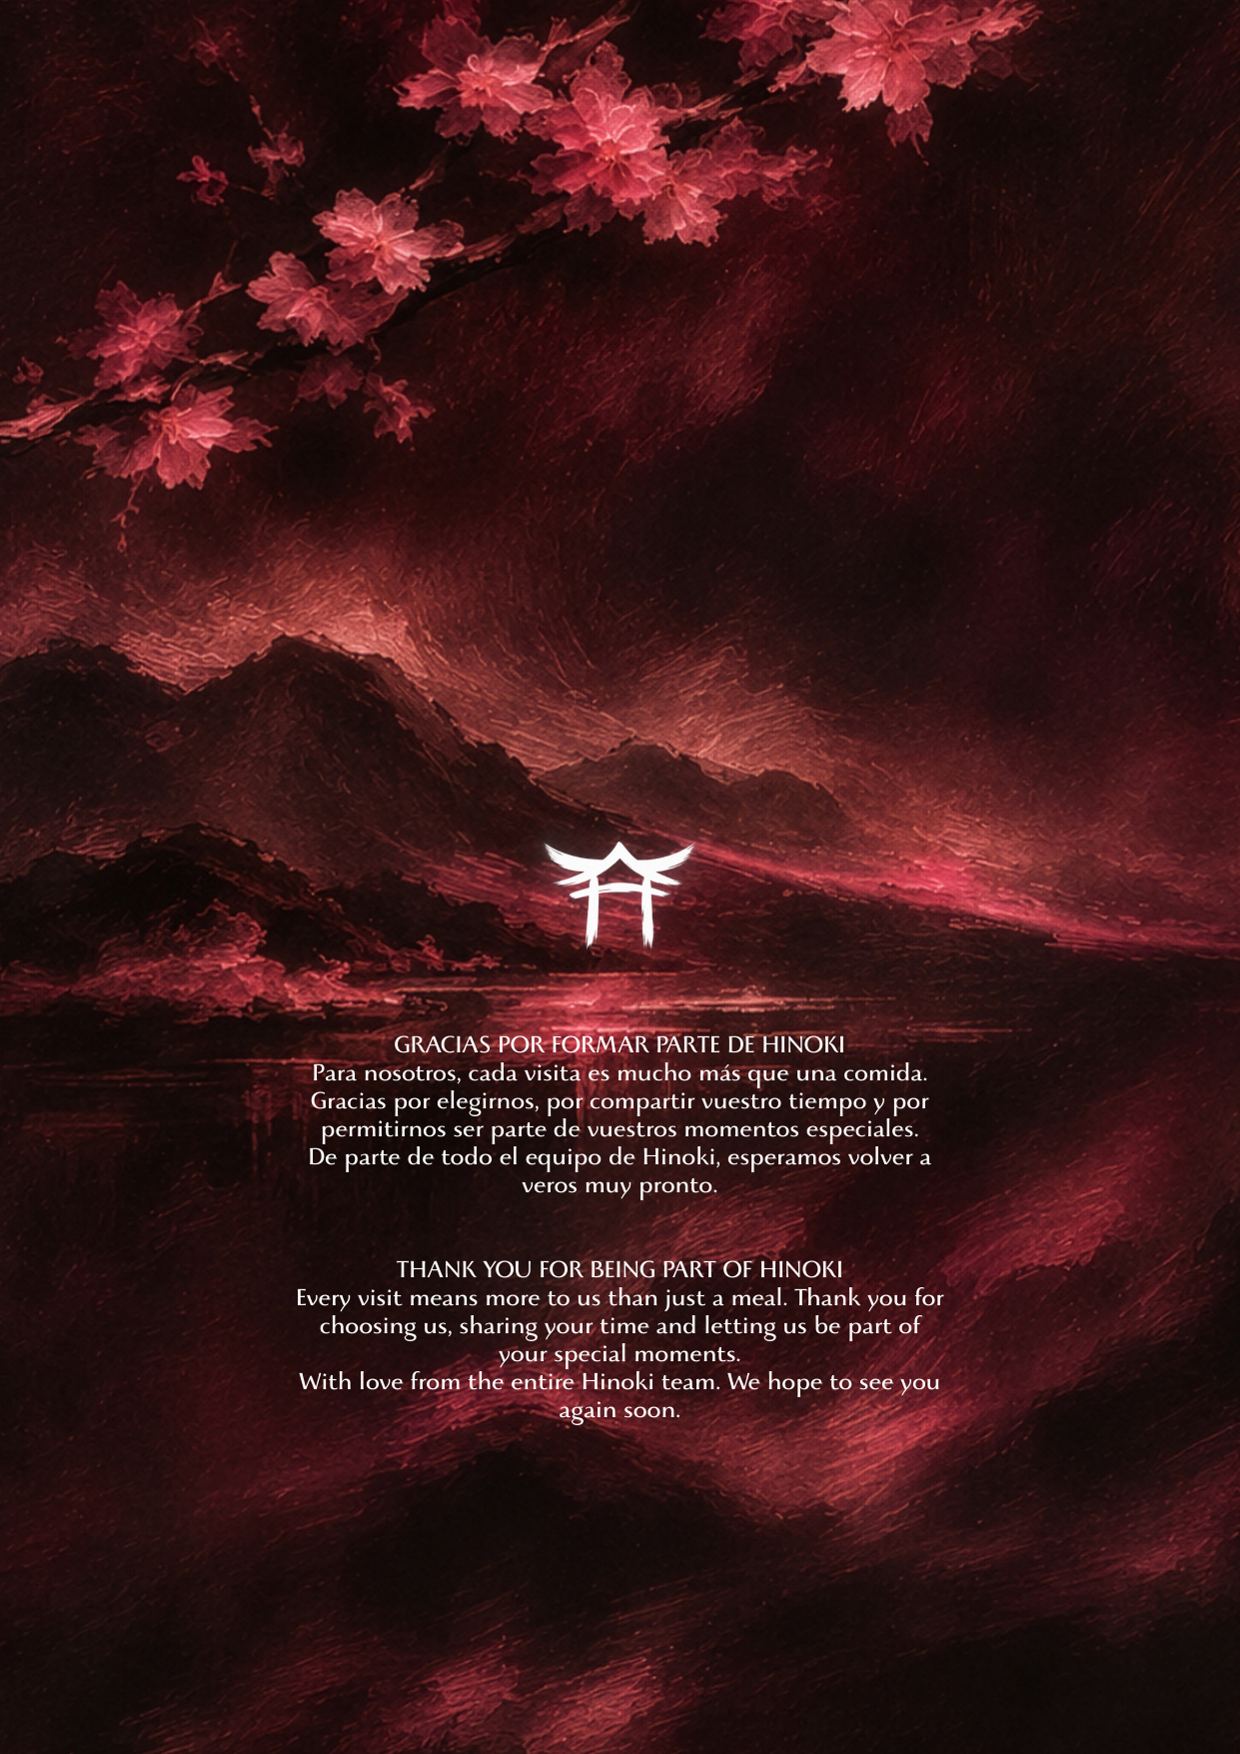 GRACIAS POR FORMAR PARTE DE HINOKI
Para nosotros, cada visita es mucho más que una comida.
Gracias por elegirnos, por compartir vuestro tiempo y por
permitirnos ser parte de vuestros momentos especiales.
De parte de todo el equipo de Hinoki, esperamos volver a
veros muy pronto.
THANK YOU FOR BEING PART OF HINOKI
Every visit means more to us than just a meal. Thank you for
choosing us, sharing your time and letting us be part of
your special moments.
With love from the entire Hinoki team. We hope to see you
again soon.